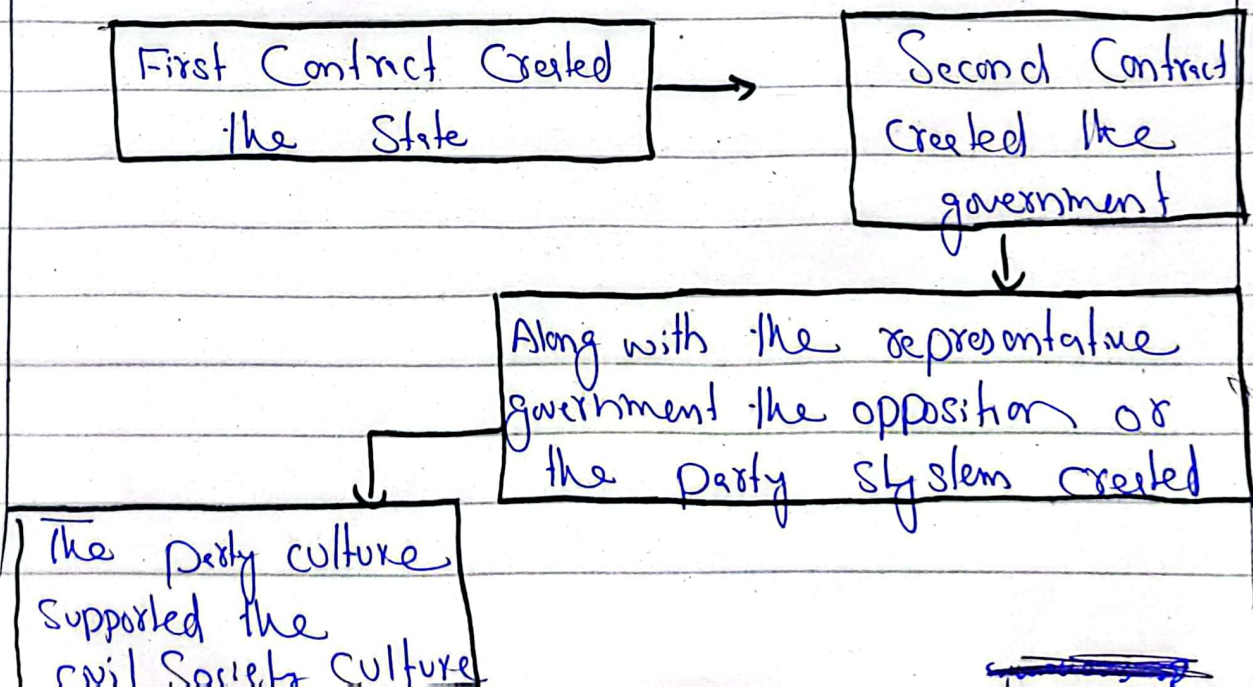 First Contract Created
the State
Second Contract
created the
government
Along with the representative
government the opposition or
the party system created
The party culture
supported the
civil Society culture